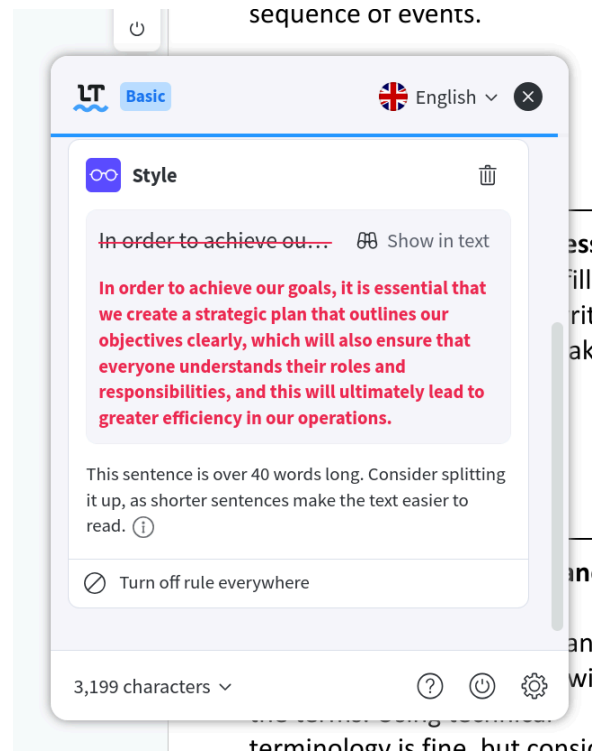 sequence of events.
LT
Basic
English
Style
In order to achieve ou...
Show in text
In order to achieve our goals, it is essential that
we create a strategic plan that outlines our
objectives clearly, which will also ensure that
everyone understands their roles and
responsibilities, and this will ultimately lead to
greater efficiency in our operations.
This sentence is over 40 words long. Consider splitting
it up, as shorter sentences make the text easier to
read.
Turn off rule everywhere
3,199 characters
terminology is fine, but